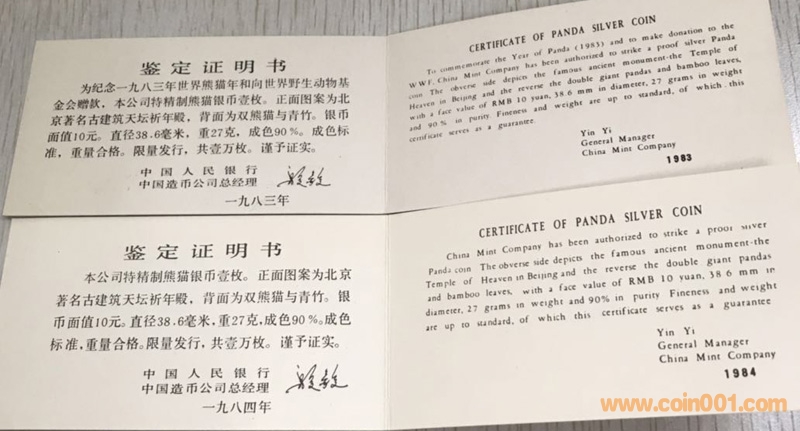 鉴定证明书
为纪念一九八三年世界熊猫年和向世界野生动物基
金会赠款，本公司特精制熊猫银币壹枚。正面图案为北
京著名古建筑天坛祈年殿，背面为双熊猫与青竹。银币
面值10元。直径38.6毫米，重27克，成色90%。成色标
准，重量合格。限量发行，共壹万枚。谨予证实。
中国人民银行
中国造币公司总经理
一九八三年
CERTIFICATE OF PANDA SILVER COIN
To commemorate the Year of Panda (1983) and to make donation to the
WWF, China Mint Company has been authorized to strike a proof silver Panda
coin The obverse side depicts the famous ancient monument-the Temple of
Heaven in Beijing and the reverse the double giant pandas and bamboo leaves,
with a face value of RMB 10 yuan, 38.6 mm in diameter, 27 grams in weight
and 90% in purity. Fineness and weight are up to standard, of which this
certificate serves as a guarantee.
Yin Yi
General Manager
China Mint Company
1983
鉴定证明书
本公司特精制熊猫银币壹枚。正面图案为北京
著名古建筑天坛祈年殿，背面为双熊猫与青竹。银
币面值10元。直径38.6毫米，重27克，成色90%。成色
标准，重量合格。限量发行，共壹万枚。谨予证实。
中国人民银行
中国造币公司总经理
一九八四年
CERTIFICATE OF PANDA SILVER COIN
China Mint Company has been authorized to strike a proof silver
Panda coin The obverse side depicts the famous ancient monument-the
Temple of Heaven in Beijing and the reverse the double giant pandas
and bamboo leaves, with a face value of RMB 10 yuan, 38.6 mm in
diameter, 27 grams in weight and 90% in purity Fineness and weight
are up to standard, of which this certificate serves as a guarantee
Yin Yi
General Manager
China Mint Company
1984
www.coin001.com